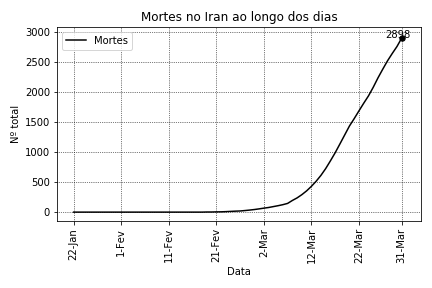 Mortes no Iran ao longo dos dias
Mortes
2898
3000
2500
2000
1500
1000
500
0
Nº total
22-Jan
1-Fev
11-Fev
21-Fev
2-Mar
12-Mar
22-Mar
31-Mar
Data